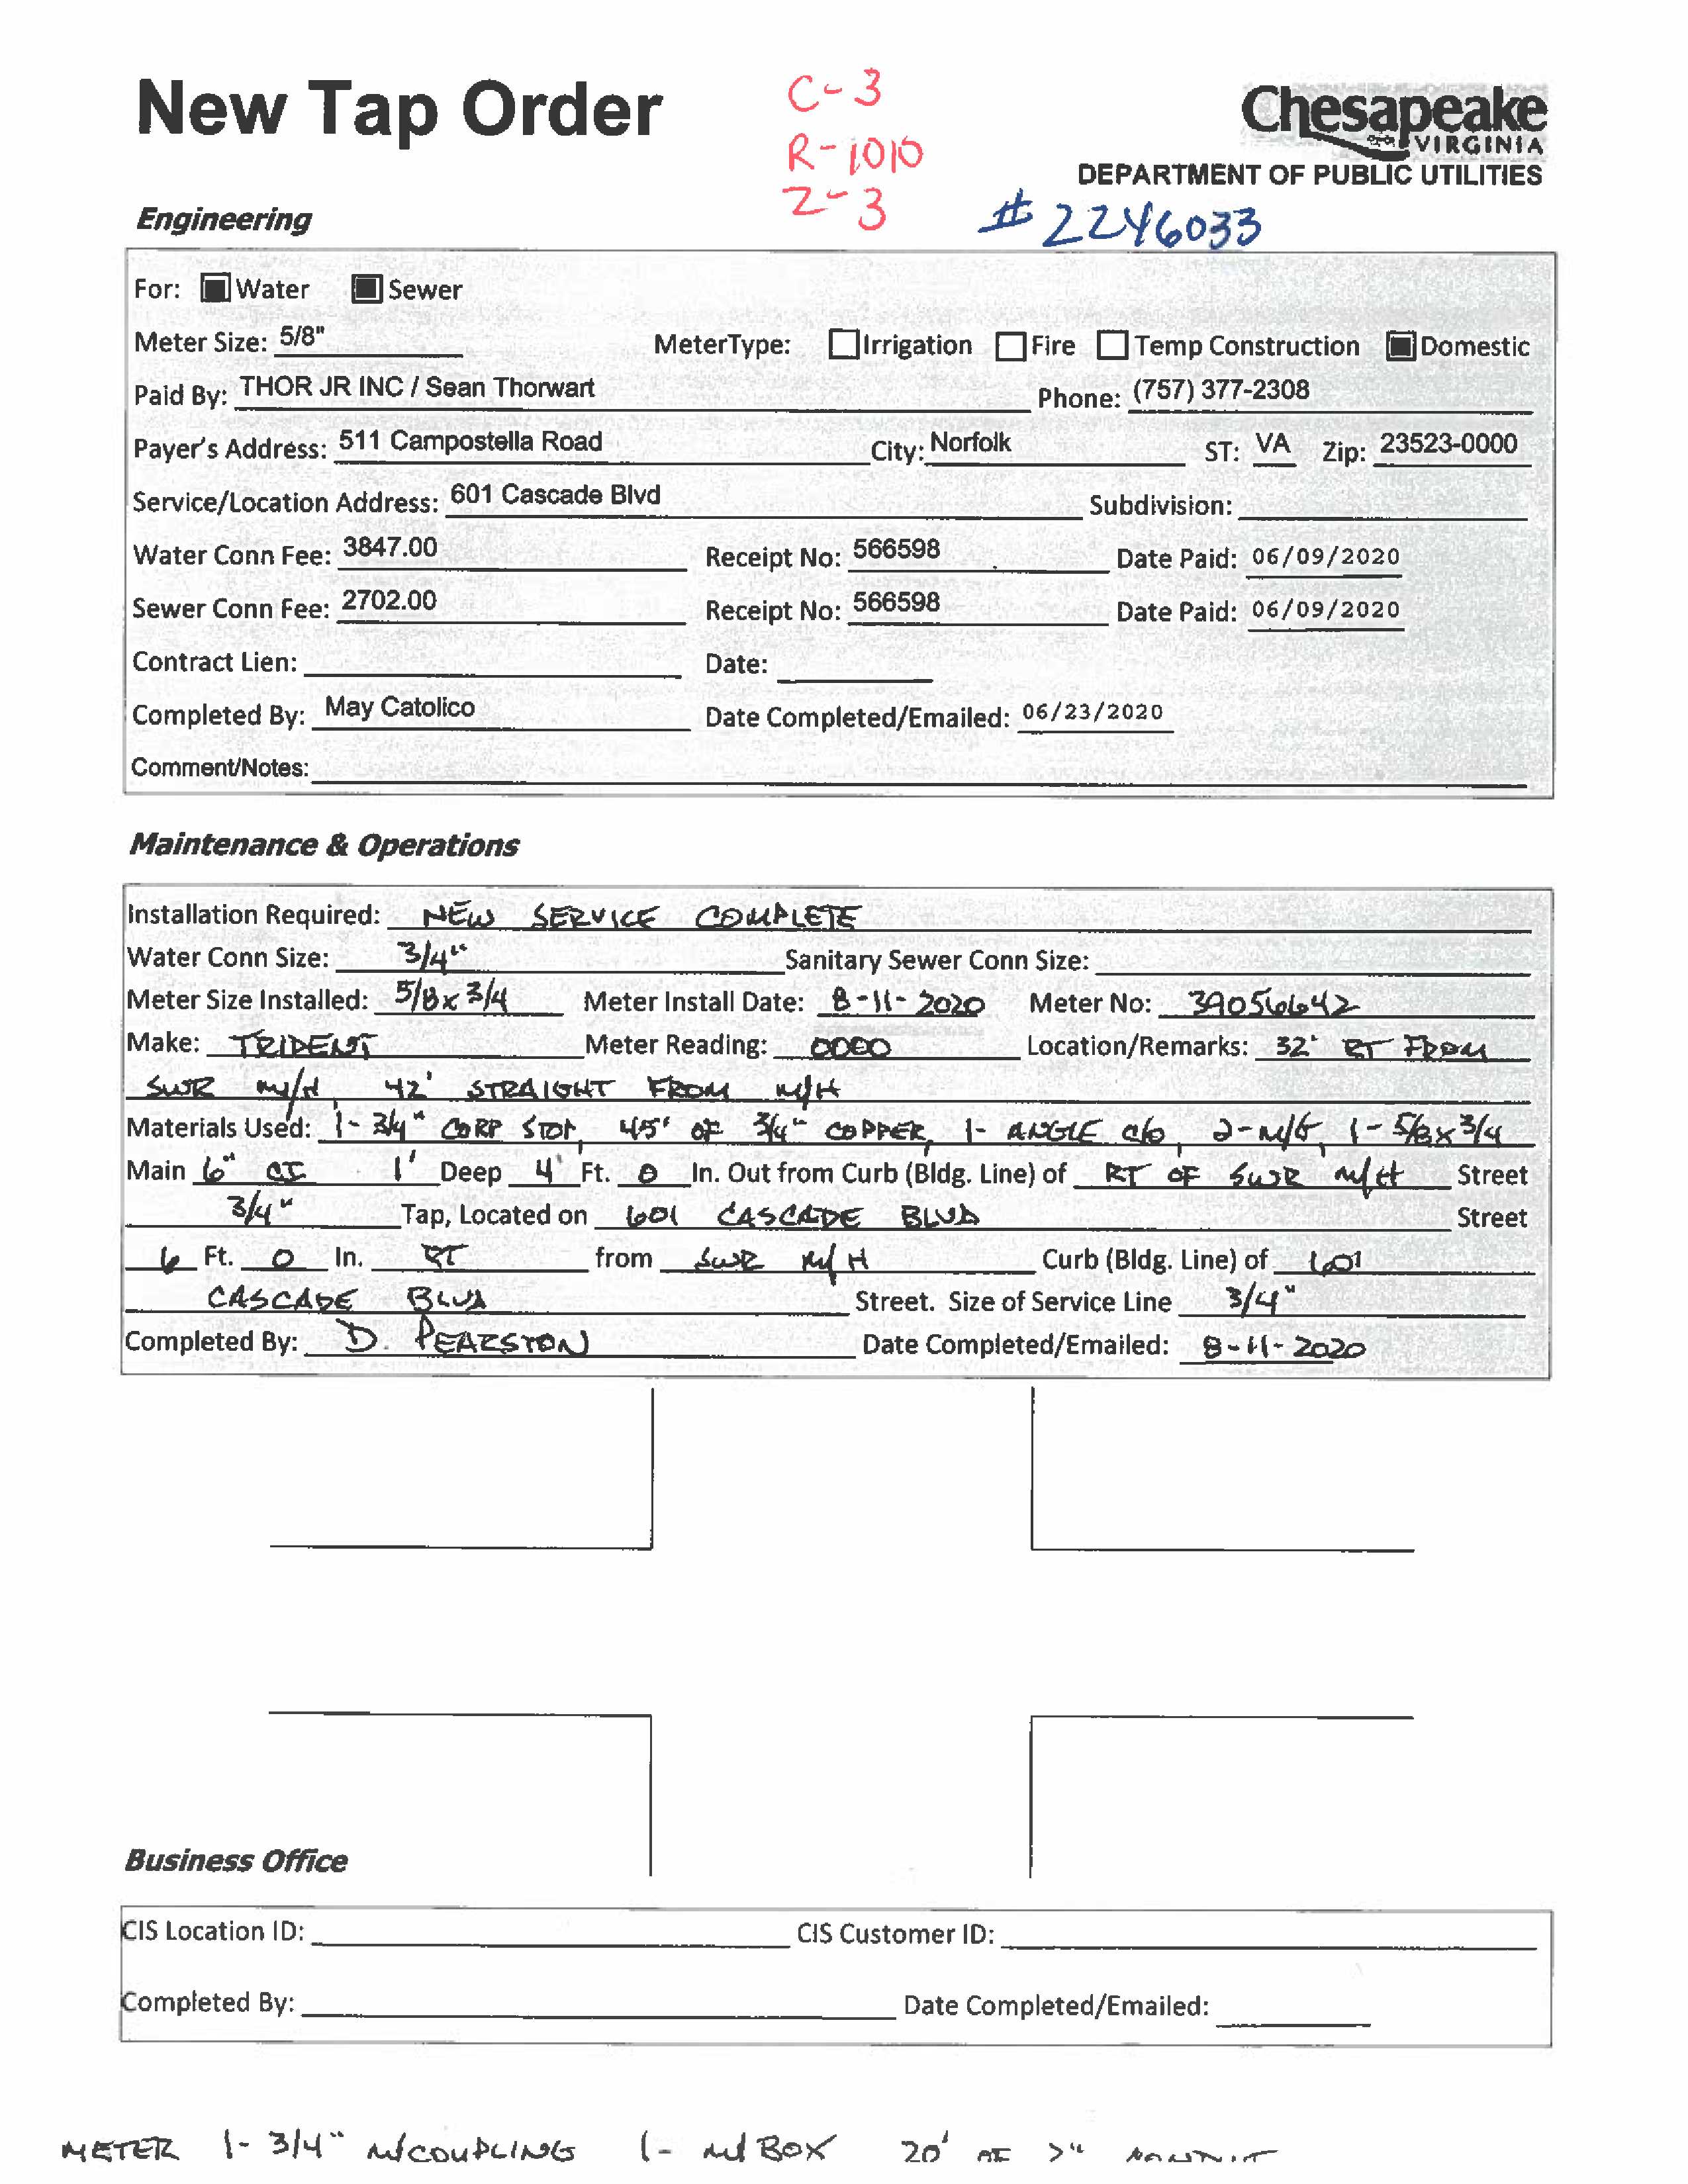 New Tap Order
C-3
R-1010
Z-3
Chesapeake
VIRGINIA
DEPARTMENT OF PUBLIC UTILITIES
# 2246033
Engineering
For: Water Sewer
Meter Size: 5/8" MeterType: Irrigation Fire Temp Construction Domestic
Paid By: THOR JR INC / Sean Thorwart Phone: (757) 377-2308
Payer's Address: 511 Campostella Road City: Norfolk ST: VA Zip: 23523-0000
Service/Location Address: 601 Cascade Blvd Subdivision:
Water Conn Fee: 3847.00 Receipt No: 566598 Date Paid: 06/09/2020
Sewer Conn Fee: 2702.00 Receipt No: 566598 Date Paid: 06/09/2020
Contract Lien: Date:
Completed By: May Catolico Date Completed/Emailed: 06/23/2020
Comment/Notes:
Maintenance & Operations
Installation Required: NEW SERVICE COMPLETE
Water Conn Size: 3/4" Sanitary Sewer Conn Size:
Meter Size Installed: 5/8 x 3/4 Meter Install Date: 8-11-2020 Meter No: 39056642
Make: TRIDENT Meter Reading: 0000 Location/Remarks: 32' RT FROM
SWR M/H, 42' STRAIGHT FROM M/H
Materials Used: 1- 3/4" CORP STOP, 45' OF 3/4" COPPER, 1- ANGLE c/o, 2-M/G, 1- 5/8x3/4
Main 6" CI 1' Deep 4' Ft. 0 In. Out from Curb (Bldg. Line) of RT OF SWR M/H Street
3/4" Tap, Located on 601 CASCADE BLVD Street
6 Ft. 0 In. RT from SWR M/H Curb (Bldg. Line) of 601
CASCADE BLVD Street. Size of Service Line 3/4"
Completed By: D. PEARSTON Date Completed/Emailed: 8-11-2020
Business Office
CIS Location ID: CIS Customer ID:
Completed By: Date Completed/Emailed:
METER 1- 3/4" M/COUPLING 1- M/BOX 20' OF